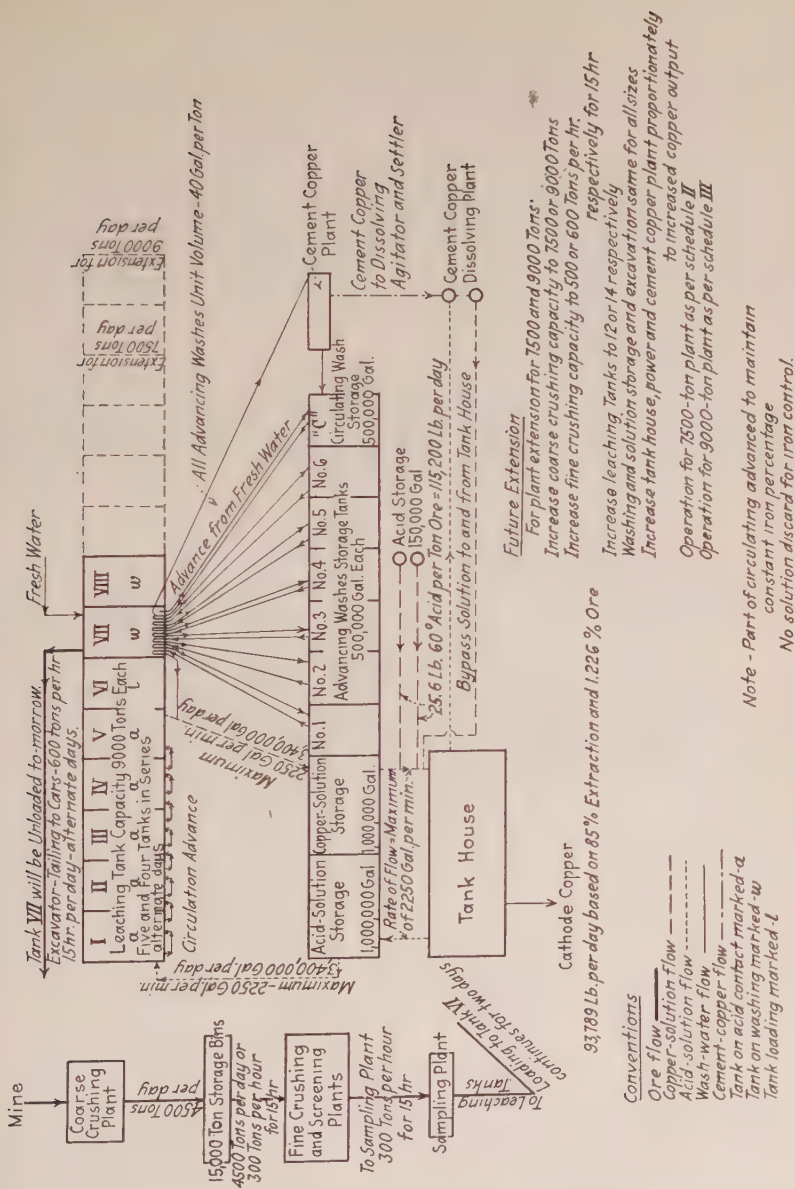 Mine
Coarse
Crushing
Plant
4500 Tons
per day
15,000 Ton Storage Bins
4500 Tons per day or
300 Tons per hour
for 15 hr
Fine Crushing
and Screening
Plants
To Sampling Plant
300 Tons per hour
for 15 hr
Sampling Plant
To Leaching
Tanks
Loading to Tank VI
continues for two days
Tank VII will be Unloaded to-morrow.
Excavator-Tailing to Cars-600 tons per hr
15hr. per day-alternate days.
Fresh Water
I
II
III
IV
V
VI
VII
VIII
Leaching Tank Capacity 9000 Tons Each
a a a a a l w w
Five and Four Tanks in Series
alternate days
Circulation Advance
Maximum-2250 Gal.per.min
3400,000 Gal.per day
Maximum
2250 Gal.per min.
3400,000 Gal.per day
Extension for
7500 Tons
per day
Extension for
9000 Tons
per day
All Advancing Washes Unit Volume-40 Gal.per Ton
Advance from Fresh Water
Acid-Solution
Storage
1,000,000 Gal
Copper-Solution
Storage
1,000,000 Gal.
No.1
No.2
No.3
No.4
No.5
No.6
Advancing Washes Storage Tanks
500,000 Gal. Each
"C"
Circulating Wash
Storage
500,000 Gal.
Cement Copper
Plant
Cement Copper
to Dissolving
Agitator and Settler
Rate of Flow=Maximum
of 2250 Gal.per min.
Acid Storage
150,000 Gal
25.6 Lb. 60° Acid per Ton Ore=115,200 Lb.per day
Cement Copper
Dissolving Plant
Bypass Solution to and from Tank House
Tank House
Cathode Copper
93,789 Lb.per day based on 85% Extraction and 1.226 % Ore
Conventions
Ore flow
Copper-solution flow
Acid-solution flow
Wash-water flow
Cement-copper flow
Tank on acid contact marked-a
Tank on washing marked-w
Tank loading marked-l
Future Extension
For plant extension for 7500 and 9000 Tons:
Increase coarse crushing capacity to 7500 or 9000 Tons
Increase fine crushing capacity to 500 or 600 Tons per hr.
respectively for 15hr
Increase leaching Tanks to 12 or 14 respectively
Washing and solution storage and excavation same for all sizes
Increase tank house, power and cement copper plant proportionately
to increased copper output
Operation for 7500-ton plant as per schedule II
Operation for 9000-ton plant as per schedule III
Note - Part of circulating advanced to maintain
constant iron percentage
No solution discard for iron control.